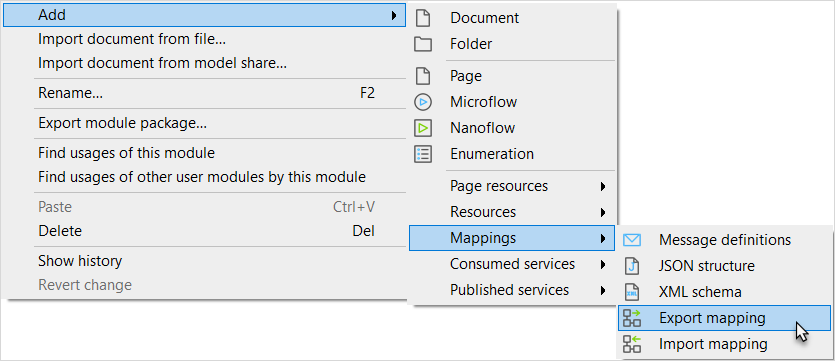 Add
Import document from file...
Import document from model share...
Rename... F2
Export module package...
Find usages of this module
Find usages of other user modules by this module
Paste Ctrl+V
Delete Del
Show history
Revert change
Document
Folder
Page
Microflow
Nanoflow
Enumeration
Page resources
Resources
Mappings
Consumed services
Published services
Message definitions
JSON structure
XML schema
Export mapping
Import mapping